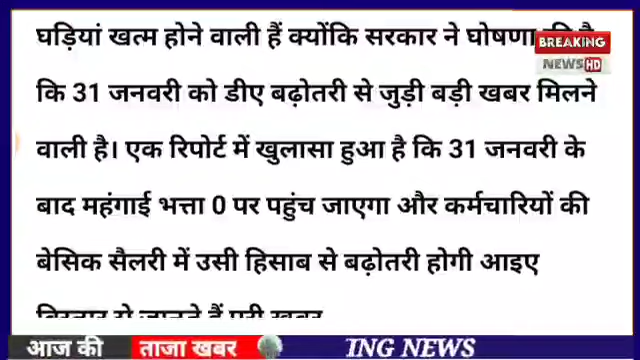 घड़ियां खत्म होने वाली हैं क्योंकि सरकार ने घोषणा है
BREAKING
NEWS HD
कि 31 जनवरी को डीए बढ़ोतरी से जुड़ी बड़ी खबर मिलने
वाली है। एक रिपोर्ट में खुलासा हुआ है कि 31 जनवरी के
बाद महंगाई भत्ता 0 पर पहुंच जाएगा और कर्मचारियों की
बेसिक सैलरी में उसी हिसाब से बढ़ोतरी होगी आइए
आज की ताजा खबर ING NEWS